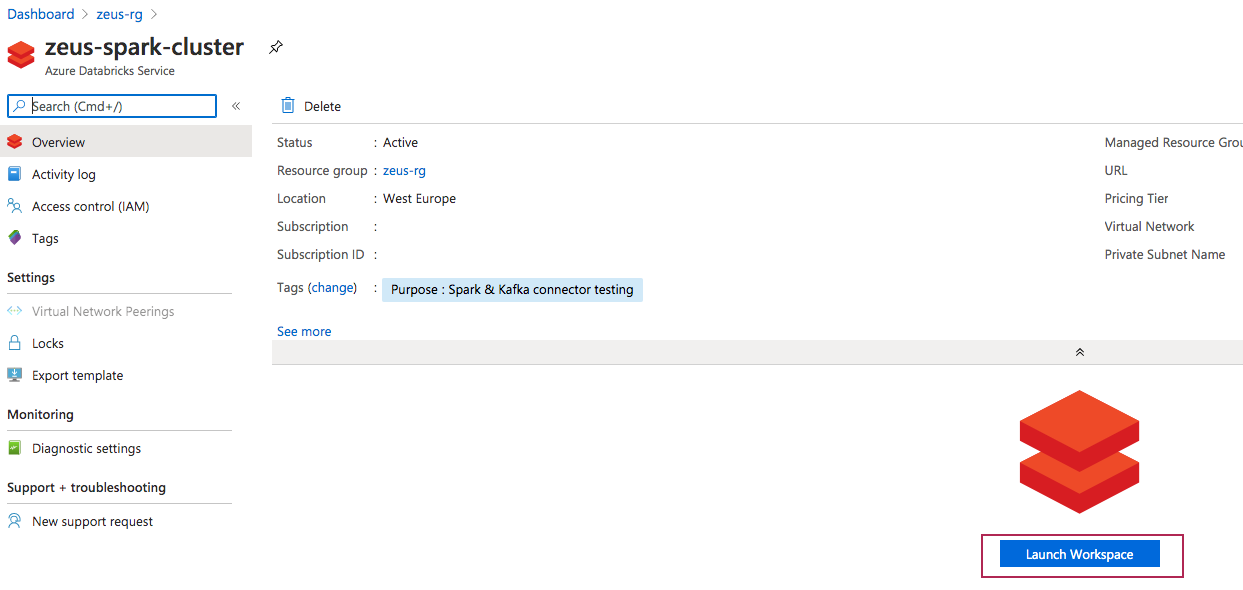 Dashboard > zeus-rg >
zeus-spark-cluster
Azure Databricks Service
Search (Cmd+/)
«
Overview
Activity log
Access control (IAM)
Tags
Settings
Virtual Network Peerings
Locks
Export template
Monitoring
Diagnostic settings
Support + troubleshooting
New support request
Delete
Status : Active
Resource group : zeus-rg
Location : West Europe
Subscription :
Subscription ID :
Tags (change) : Purpose : Spark & Kafka connector testing
See more
Managed Resource Grou
URL
Pricing Tier
Virtual Network
Private Subnet Name
Launch Workspace